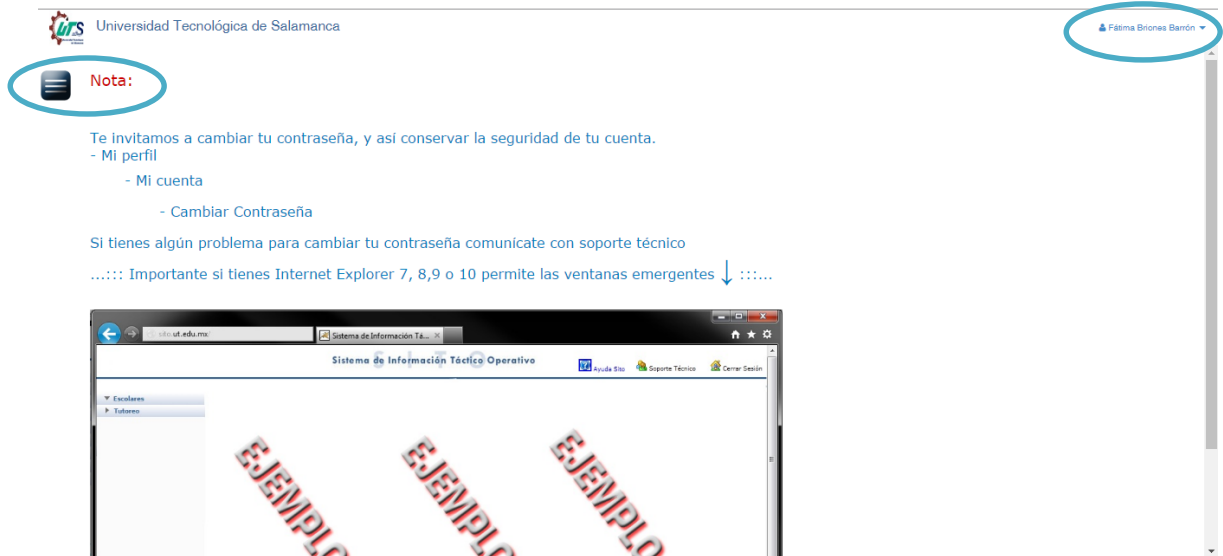 UTS Universidad Tecnológica de Salamanca
Fátima Briones Barrón
Nota:
Te invitamos a cambiar tu contraseña, y así conservar la seguridad de tu cuenta.
- Mi perfil
- Mi cuenta
- Cambiar Contraseña
Si tienes algún problema para cambiar tu contraseña comunícate con soporte técnico
...::: Importante si tienes Internet Explorer 7, 8,9 o 10 permite las ventanas emergentes ↓ :::...
sito.ut.edu.mx/
Sistema de Información Tá... ×
SITO
Sistema de Información Táctico Operativo
Ayuda Sito
Soporte Técnico
Cerrar Sesión
Escolares
Tutoreo
EJEMPLO
EJEMPLO
EJEMPLO